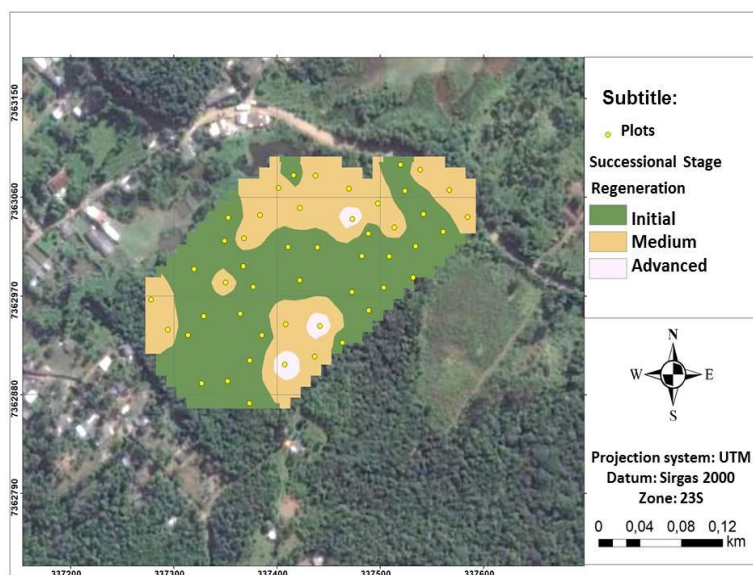 7363150
7363060
7362970
7362880
7362790
337200
337300
337400
337500
337600
Subtitle:
Plots
Successional Stage
Regeneration
Initial
Medium
Advanced
N
W E
S
Projection system: UTM
Datum: Sirgas 2000
Zone: 23S
0 0,04 0,08 0,12
km